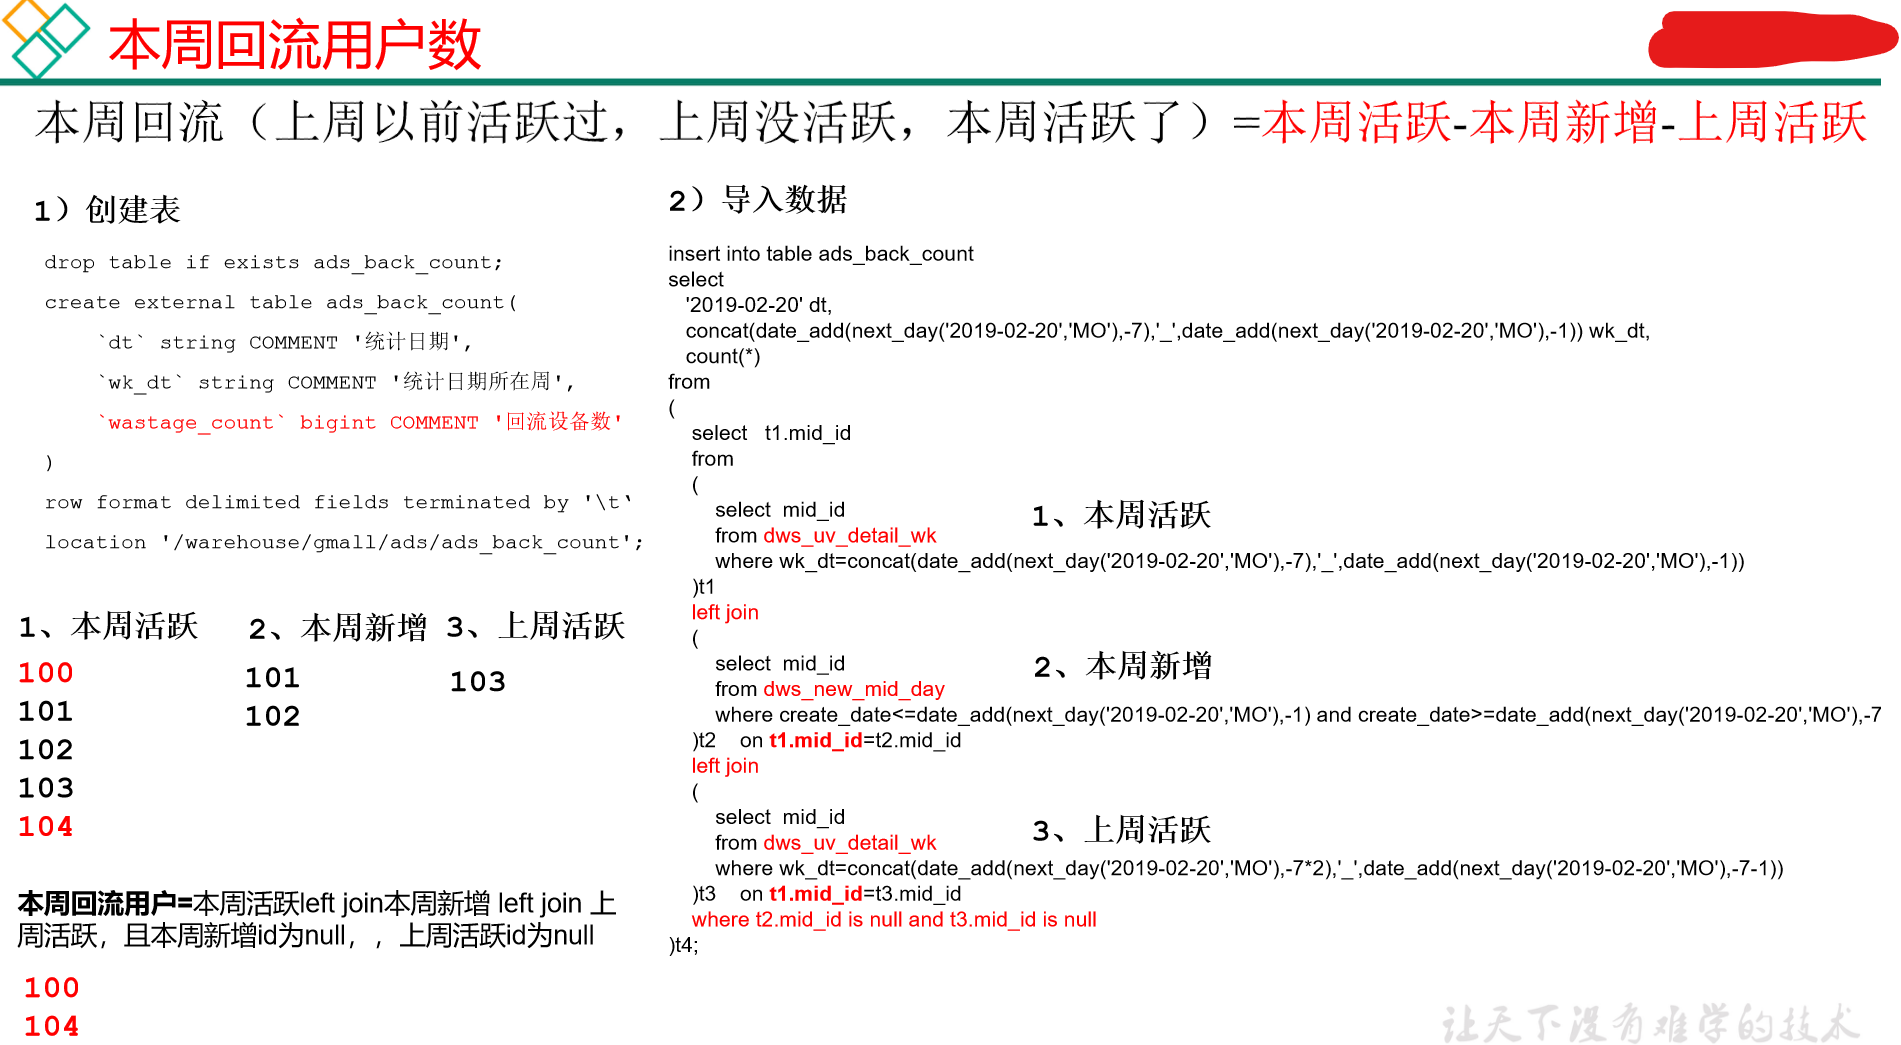 本周回流用户数
本周回流（上周以前活跃过，上周没活跃，本周活跃了）=本周活跃-本周新增-上周活跃
1）创建表
drop table if exists ads_back_count;
create external table ads_back_count(
`dt` string COMMENT '统计日期',
`wk_dt` string COMMENT '统计日期所在周',
`wastage_count` bigint COMMENT '回流设备数'
)
row format delimited fields terminated by '\t‘
location '/warehouse/gmall/ads/ads_back_count';
1、本周活跃
100
101
102
103
104
2、本周新增
101
102
3、上周活跃
103
本周回流用户=本周活跃left join本周新增 left join 上
周活跃，且本周新增id为null，，上周活跃id为null
100
104
2）导入数据
insert into table ads_back_count
select
'2019-02-20' dt,
concat(date_add(next_day('2019-02-20','MO'),-7),'_',date_add(next_day('2019-02-20','MO'),-1)) wk_dt,
count(*)
from
(
select t1.mid_id
from
(
select mid_id
from dws_uv_detail_wk
where wk_dt=concat(date_add(next_day('2019-02-20','MO'),-7),'_',date_add(next_day('2019-02-20','MO'),-1))
)t1
left join
(
select mid_id
from dws_new_mid_day
where create_date<=date_add(next_day('2019-02-20','MO'),-1) and create_date>=date_add(next_day('2019-02-20','MO'),-7
)t2 on t1.mid_id=t2.mid_id
left join
(
select mid_id
from dws_uv_detail_wk
where wk_dt=concat(date_add(next_day('2019-02-20','MO'),-7*2),'_',date_add(next_day('2019-02-20','MO'),-7-1))
)t3 on t1.mid_id=t3.mid_id
where t2.mid_id is null and t3.mid_id is null
)t4;
1、本周活跃
2、本周新增
3、上周活跃
让天下没有难学的技术